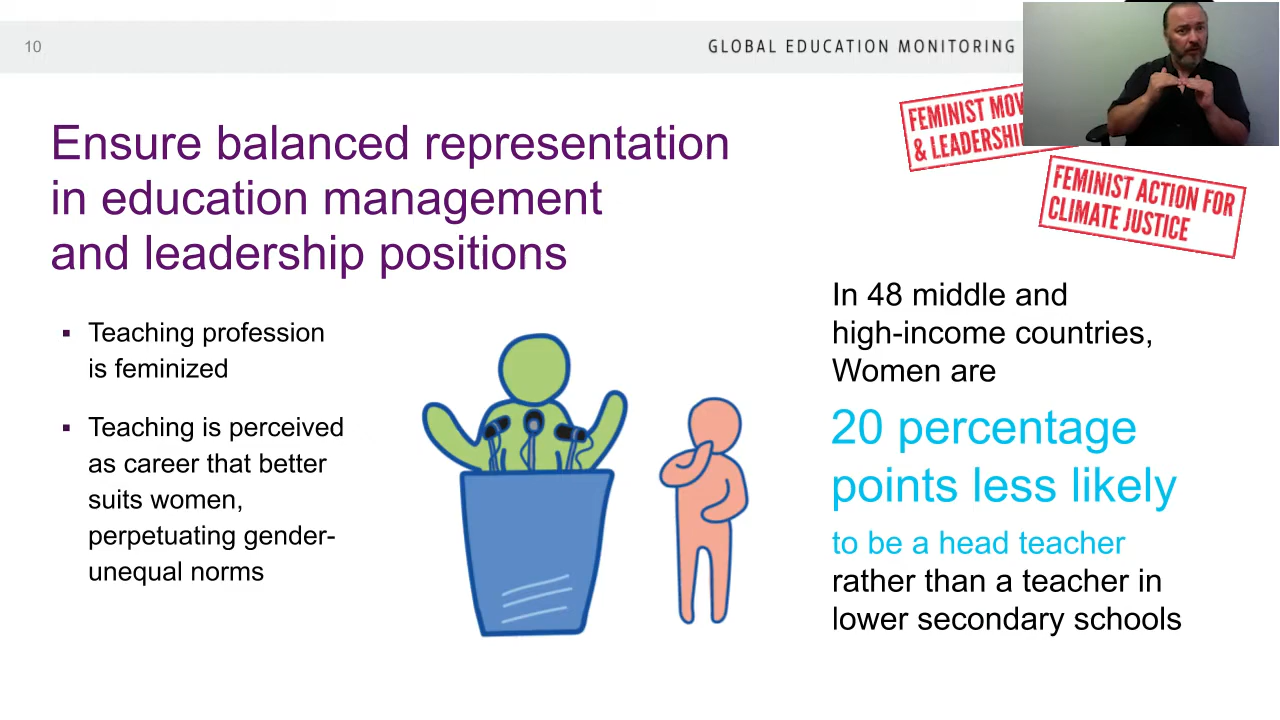 10
GLOBAL EDUCATION MONITORING
Ensure balanced representation
in education management
and leadership positions
FEMINIST
& LEADERSHIP
FEMINIST ACTION FOR
CLIMATE JUSTICE
Teaching profession
is feminized
Teaching is perceived
as career that better
suits women,
perpetuating gender-
unequal norms
In 48 middle and
high-income countries,
Women are
20 percentage
points less likely
to be a head teacher
rather than a teacher in
lower secondary schools